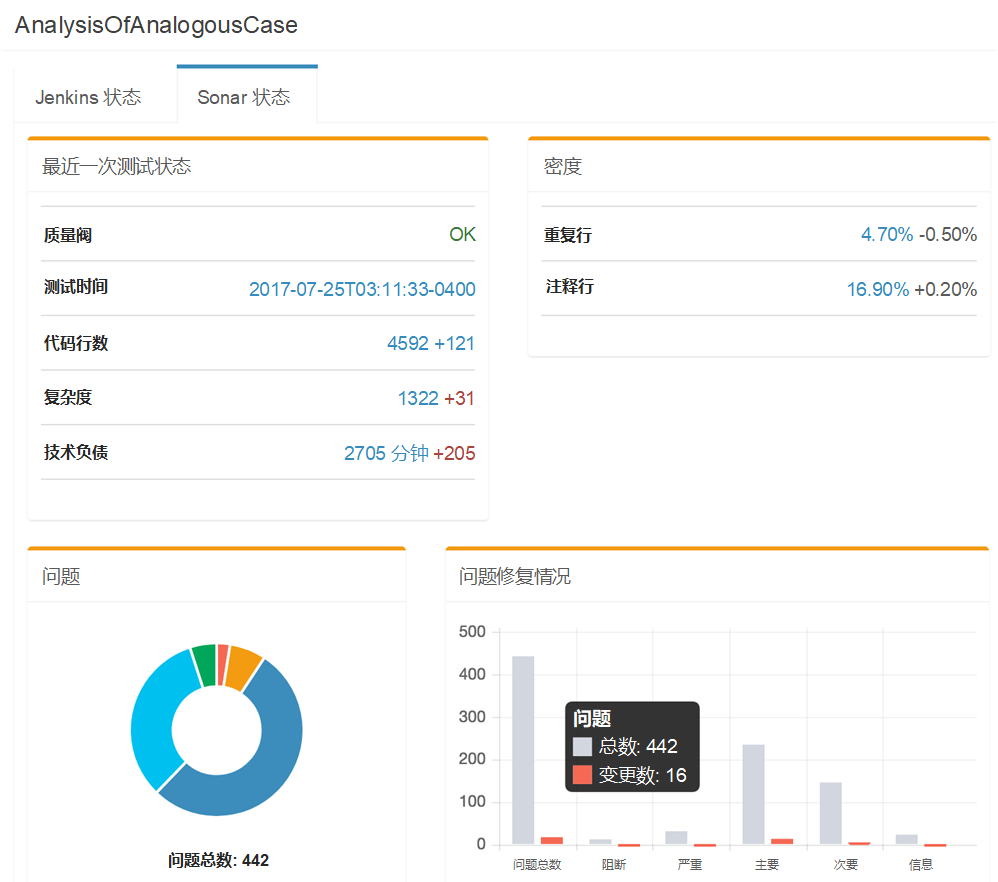 AnalysisOfAnalogousCase
Jenkins 状态
Sonar 状态
最近一次测试状态
质量阀 OK
测试时间 2017-07-25T03:11:33-0400
代码行数 4592 +121
复杂度 1322 +31
技术负债 2705 分钟 +205
密度
重复行 4.70% -0.50%
注释行 16.90% +0.20%
问题
问题总数: 442
问题修复情况
500
400
300
200
100
0
问题
总数: 442
变更数: 16
问题总数 阻断 严重 主要 次要 信息